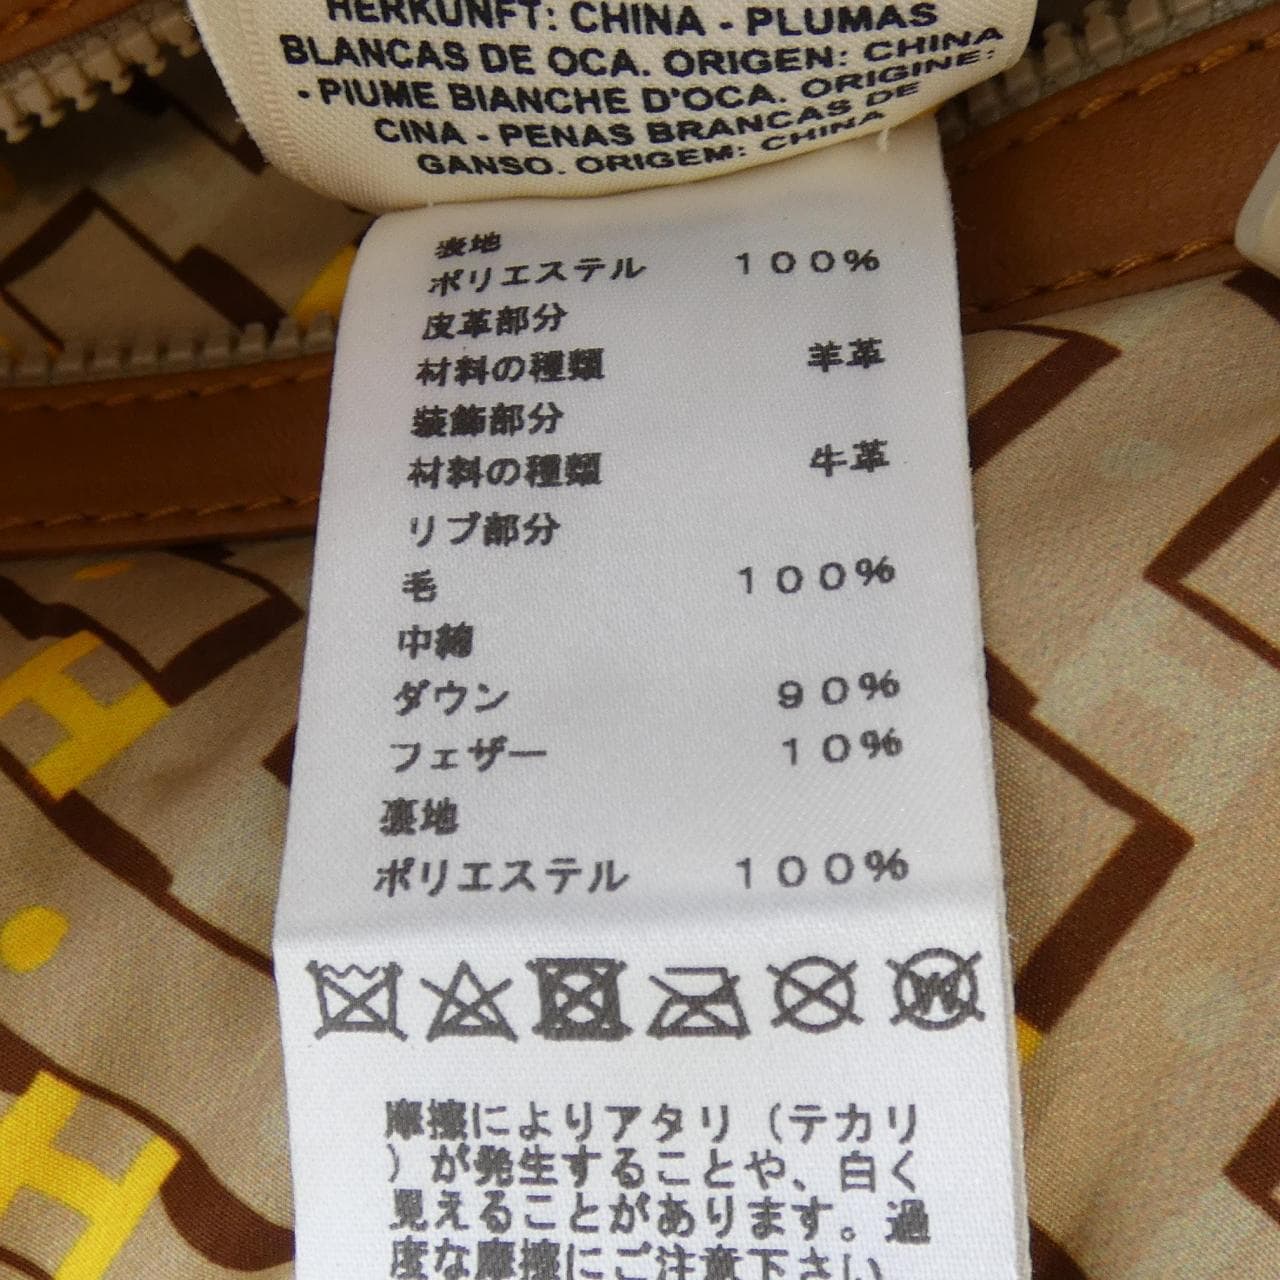 HERKUNFT: CHINA - PLUMAS
BLANCAS DE OCA. ORIGEN: CHINA
- PIUME BIANCHE D'OCA. ORIGINE:
CINA - PENAS BRANCAS DE
GANSO. ORIGEM: CHINA
表地
ポリエステル 100%
皮革部分
材料の種類 羊革
装飾部分
材料の種類 牛革
リブ部分
毛 100%
中綿
ダウン 90%
フェザー 10%
裏地
ポリエステル 100%
W
摩擦によりアタリ（テカリ
）が発生することや、白く
見えることがあります。過
度な摩擦にご注意下さい